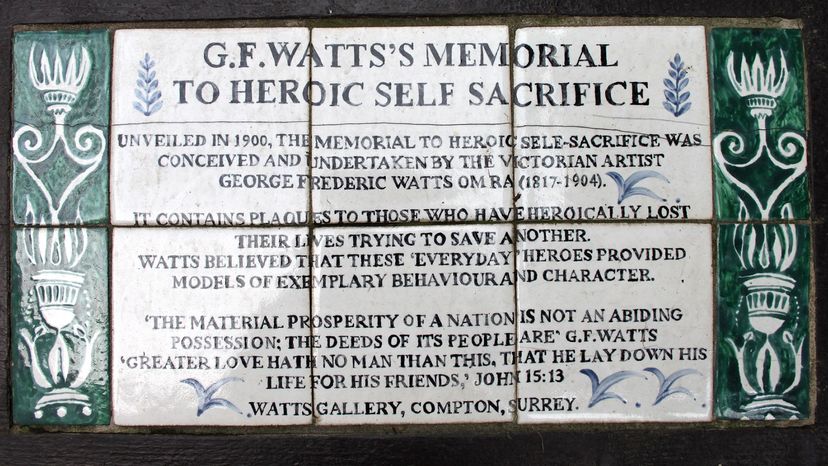 G.F.WATTS'S MEMORIAL
TO HEROIC SELF SACRIFICE
UNVEILED IN 1900, THE MEMORIAL TO HEROIC SELF-SACRIFICE WAS
CONCEIVED AND UNDERTAKEN BY THE VICTORIAN ARTIST
GEORGE FREDERIC WATTS OM RA (1817-1904).
IT CONTAINS PLAQUES TO THOSE WHO HAVE HEROICALLY LOST
THEIR LIVES TRYING TO SAVE ANOTHER.
WATTS BELIEVED THAT THESE 'EVERYDAY' HEROES PROVIDED
MODELS OF EXEMPLARY BEHAVIOUR AND CHARACTER.
'THE MATERIAL PROSPERITY OF A NATION IS NOT AN ABIDING
POSSESSION; THE DEEDS OF ITS PEOPLE ARE' G.F.WATTS
'GREATER LOVE HATH NO MAN THAN THIS, THAT HE LAY DOWN HIS
LIFE FOR HIS FRIENDS,' JOHN 15:13
WATTS GALLERY, COMPTON, SURREY.